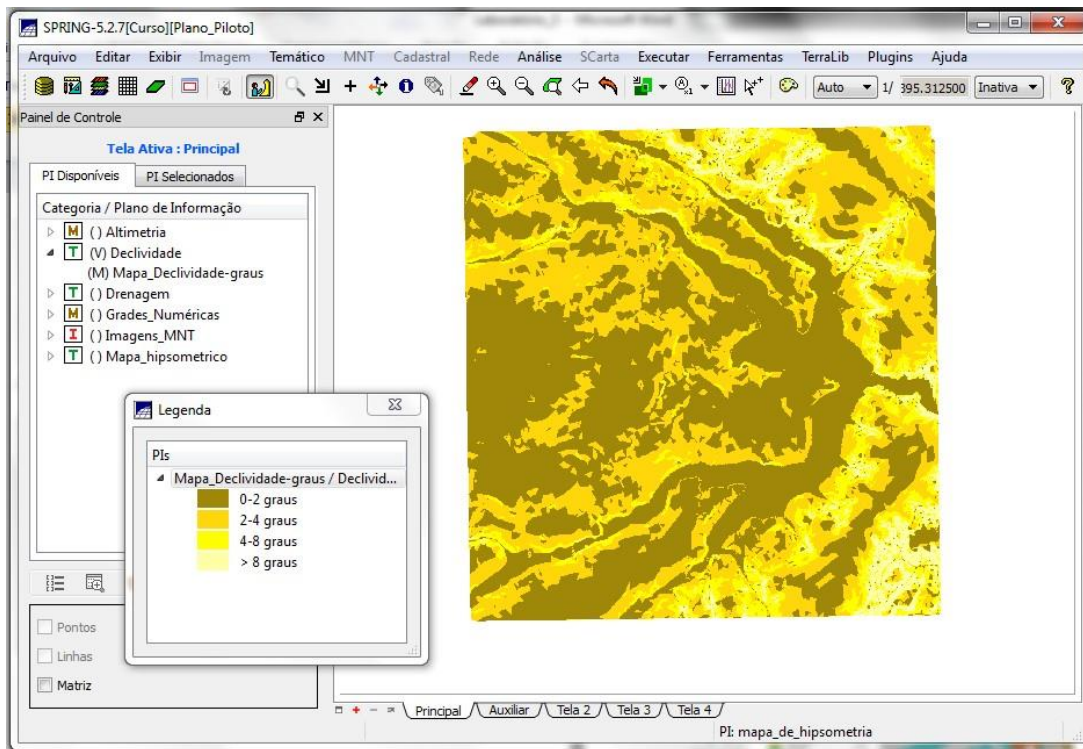 SPRING-5.2.7[Curso][Plano_Piloto]
Arquivo Editar Exibir Imagem Temático MNT Cadastral Rede Análise SCarta Executar Ferramentas TerraLib Plugins Ajuda
Auto 1/ 395.312500 Inativa
Painel de Controle
Tela Ativa : Principal
PI Disponíveis PI Selecionados
Categoria / Plano de Informação
M ( ) Altimetria
T (V) Declividade
(M) Mapa_Declividade-graus
T ( ) Drenagem
M ( ) Grades_Numéricas
I ( ) Imagens_MNT
T ( ) Mapa_hipsometrico
Legenda
PIs
Mapa_Declividade-graus / Declivid...
0-2 graus
2-4 graus
4-8 graus
> 8 graus
Pontos
Linhas
Matriz
Principal Auxiliar Tela 2 Tela 3 Tela 4
PI: mapa_de_hipsometria